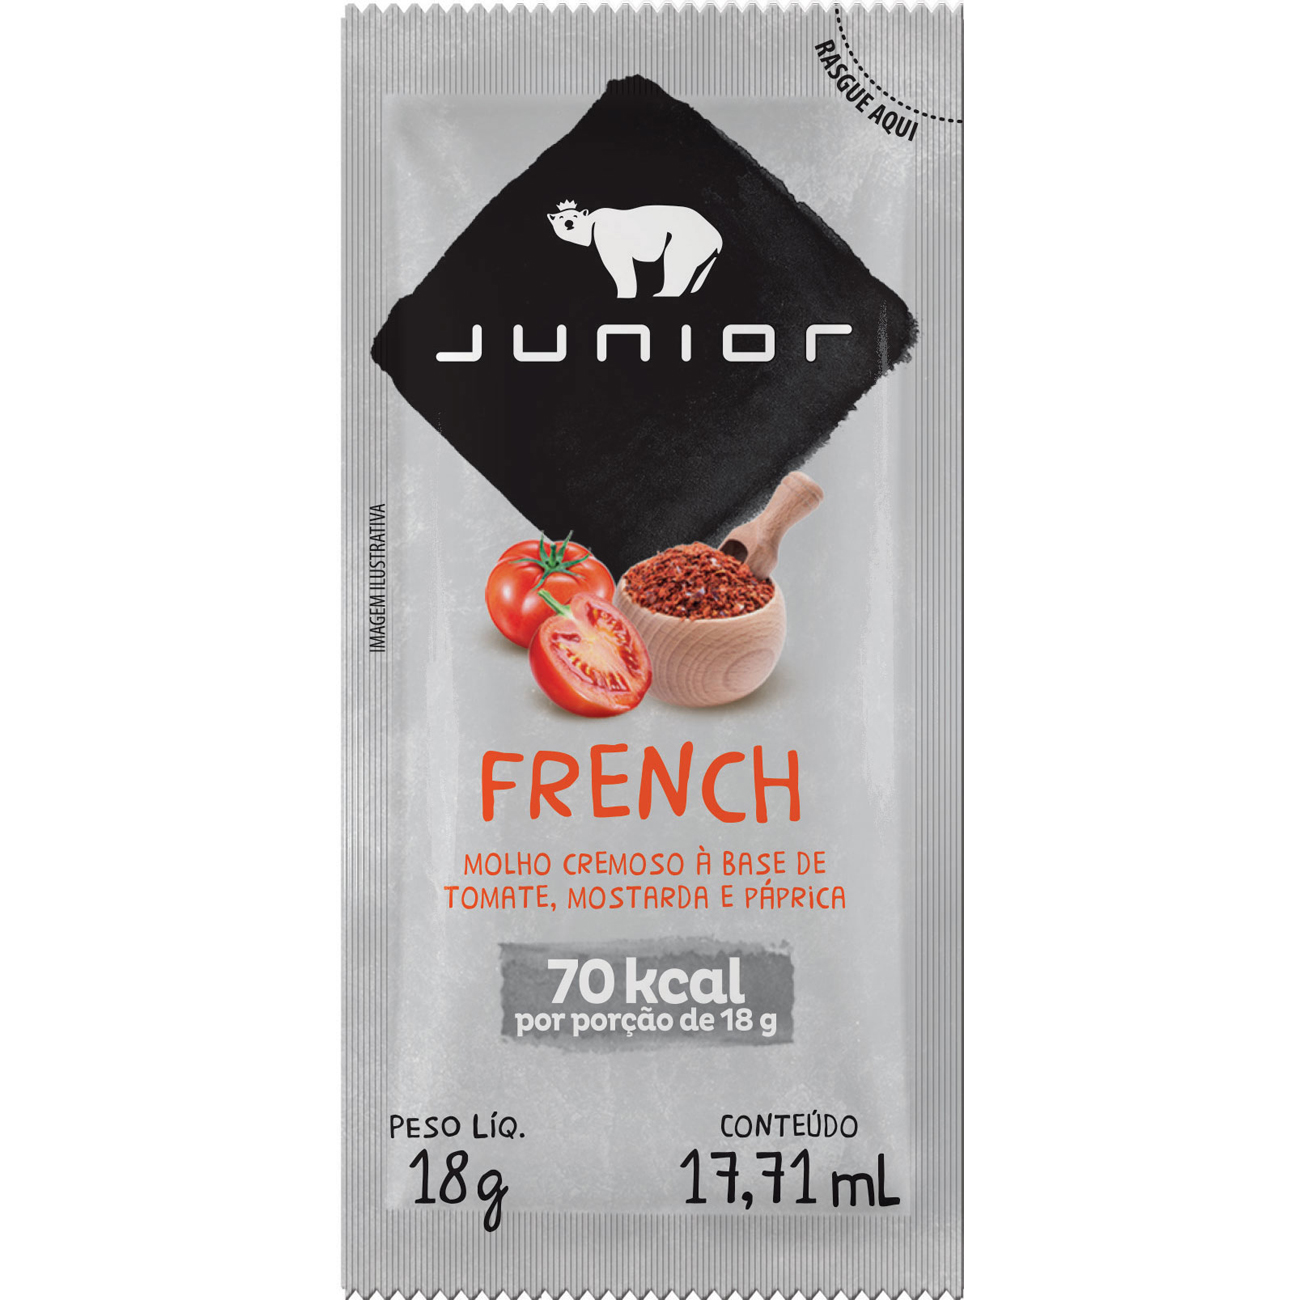 RASGUE AQUI
JUNIOR
IMAGEM ILUSTRATIVA
FRENCH
MOLHO CREMOSO À BASE DE
TOMATE, MOSTARDA E PÁPRICA
70 kcal
por porção de 18 g
PESO LÍQ.
18g
CONTEÚDO
17,71 mL